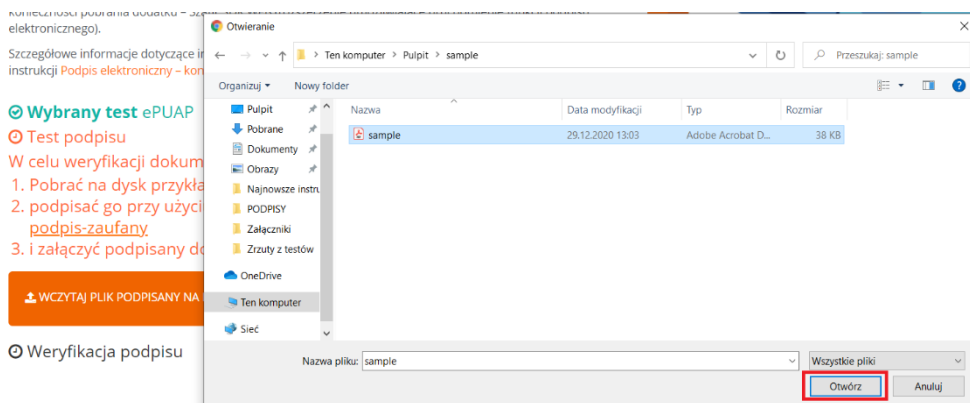 elektronicznego).
Szczegółowe informacje dotyczące
instrukcji Podpis elektroniczny –
Wybrany test ePUAP
Test podpisu
W celu weryfikacji dokum
1. Pobrać na dysk przykła
2. podpisać go przy użyci
podpis-zaufany
3. i załączyć podpisany do
WCZYTAJ PLIK PODPISANY NA
Weryfikacja podpisu
Otwieranie
Ten komputer > Pulpit > sample
Przeszukaj: sample
Organizuj
Nowy folder
Pulpit
Pobrane
Dokumenty
Obrazy
Najnowsze instru
PODPISY
Załączniki
Zrzuty z testów
OneDrive
Ten komputer
Sieć
Nazwa Data modyfikacji Typ Rozmiar
sample 29.12.2020 13:03 Adobe Acrobat D... 38 KB
Nazwa pliku: sample
Wszystkie pliki
Otwórz Anuluj